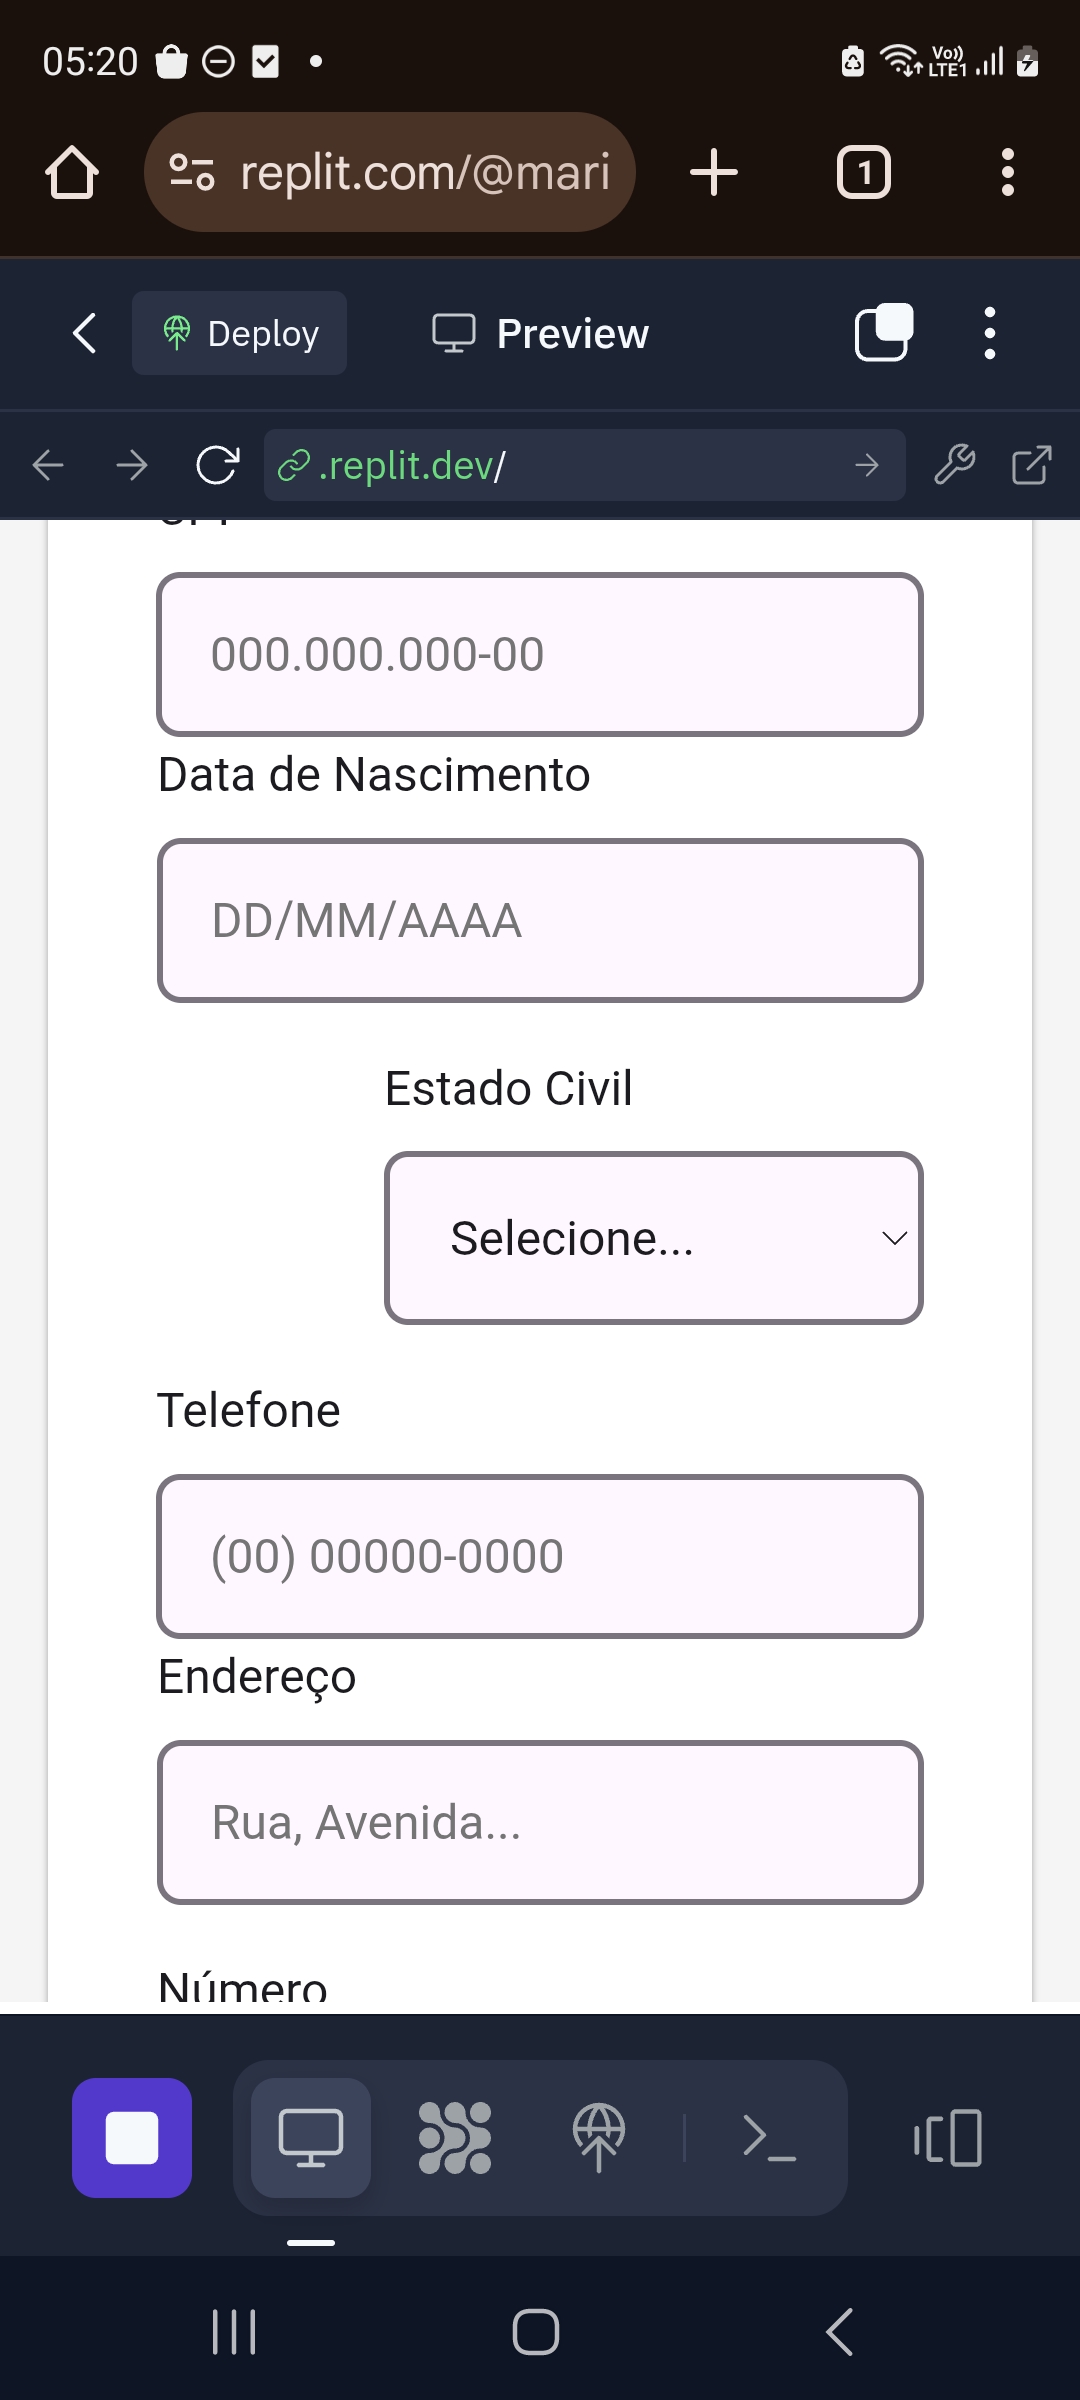 05:20
Vo))
LTE1
replit.com/@mari
1
Deploy
Preview
.replit.dev/
000.000.000-00
Data de Nascimento
DD/MM/AAAA
Estado Civil
Selecione...
Telefone
(00) 00000-0000
Endereço
Rua, Avenida...
Número